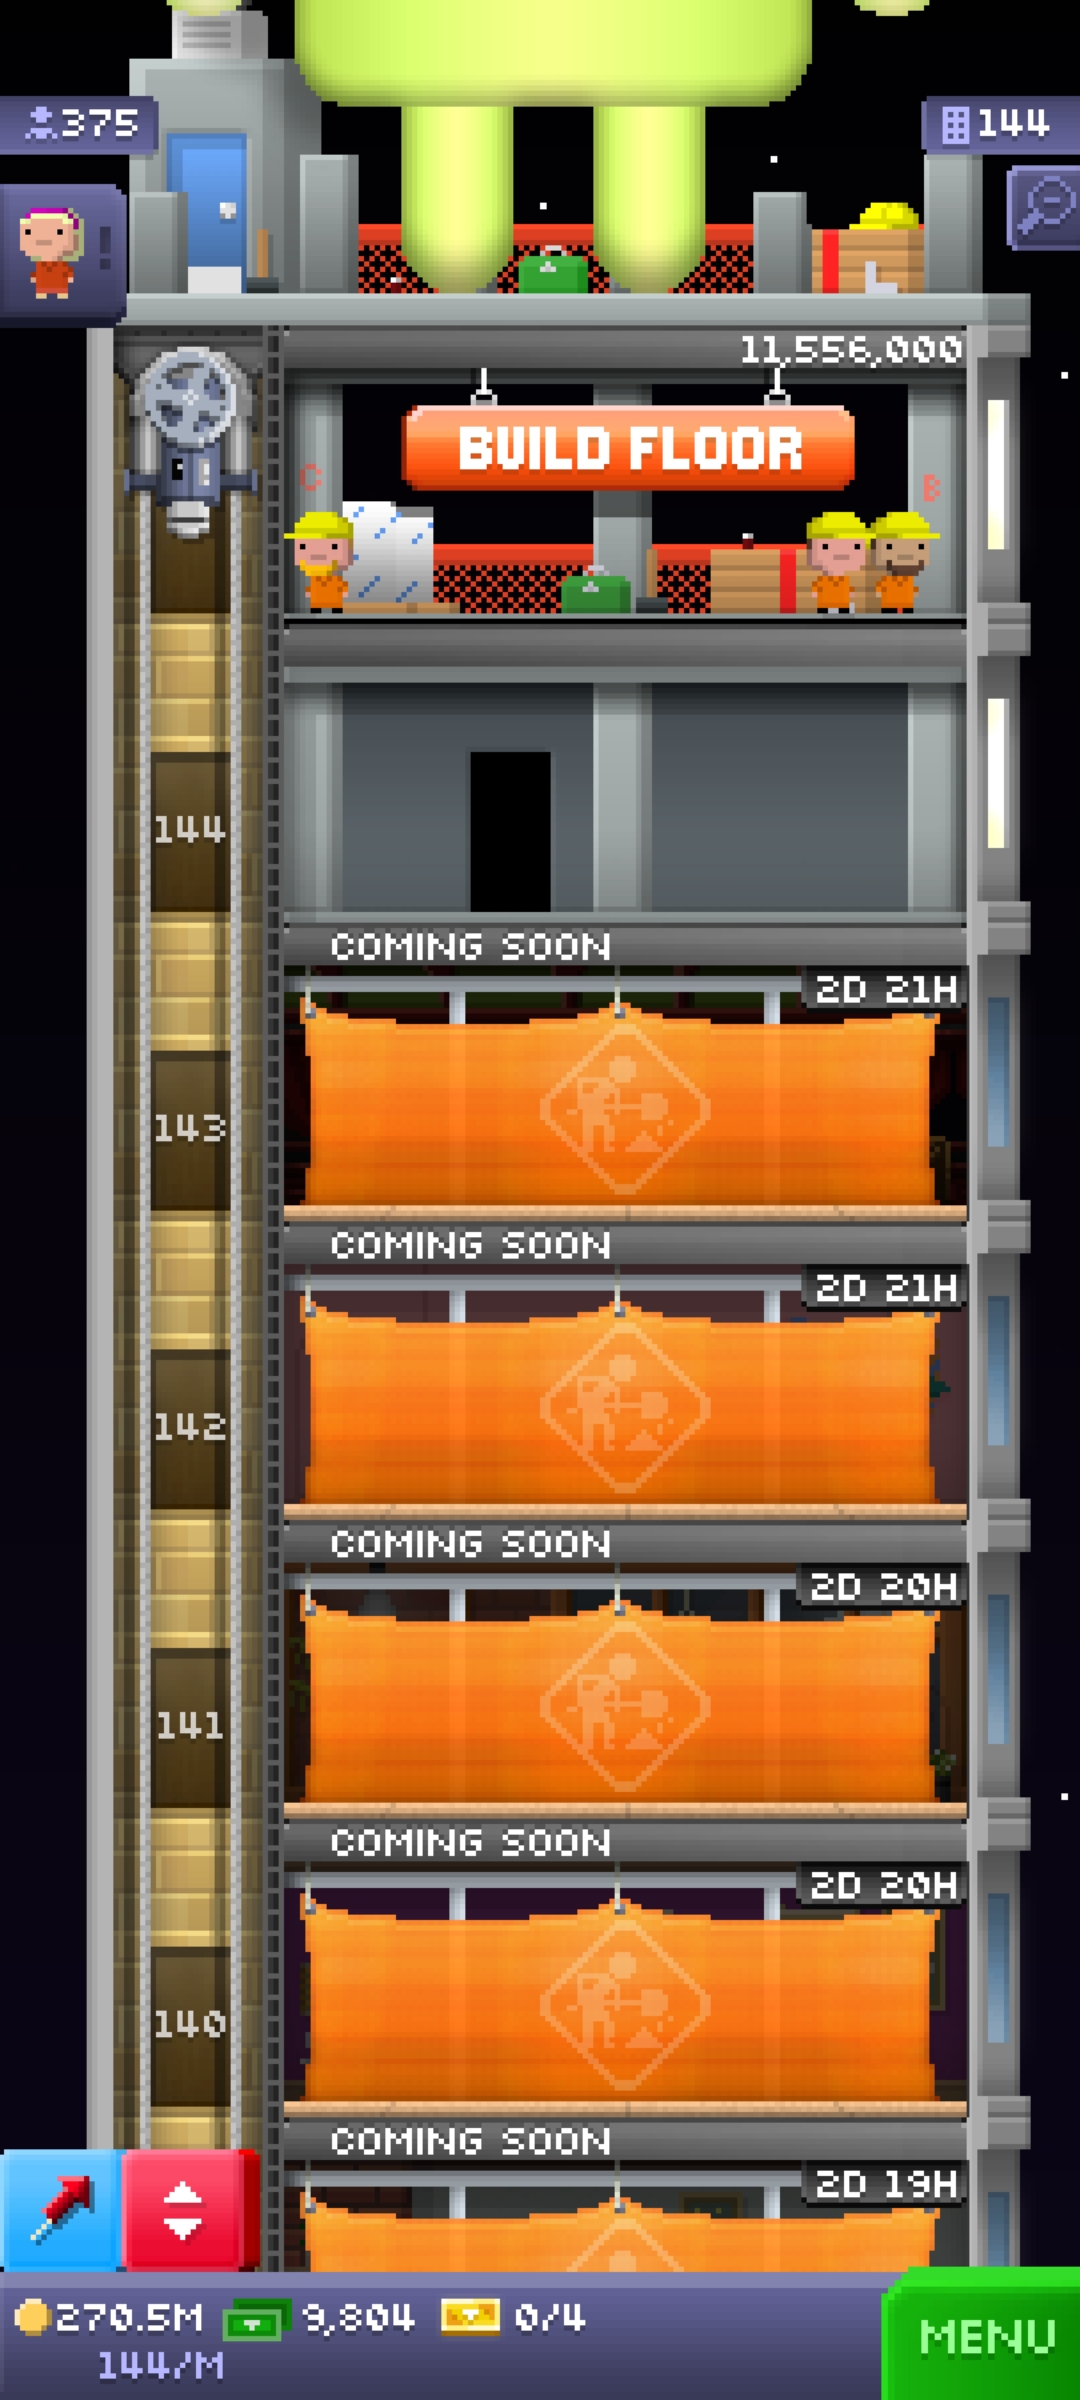 375
144
11,556,000
BUILD FLOOR
C
B
144
COMING SOON
2D 21H
143
COMING SOON
2D 21H
142
COMING SOON
2D 20H
141
COMING SOON
2D 20H
140
COMING SOON
2D 19H
270.5M 9,804 0/4
144/M
MENU